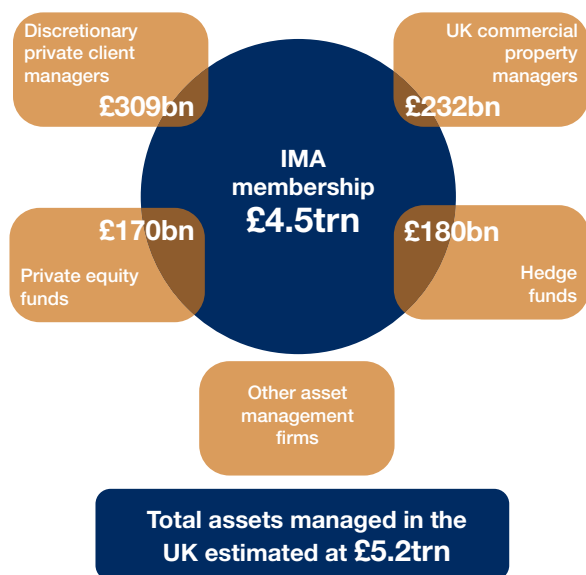 Discretionary
private client
managers
£309bn
UK commercial
property
managers
£232bn
IMA
membership
£4.5trn
£170bn
Private equity
funds
£180bn
Hedge
funds
Other asset
management
firms
Total assets managed in the
UK estimated at £5.2trn